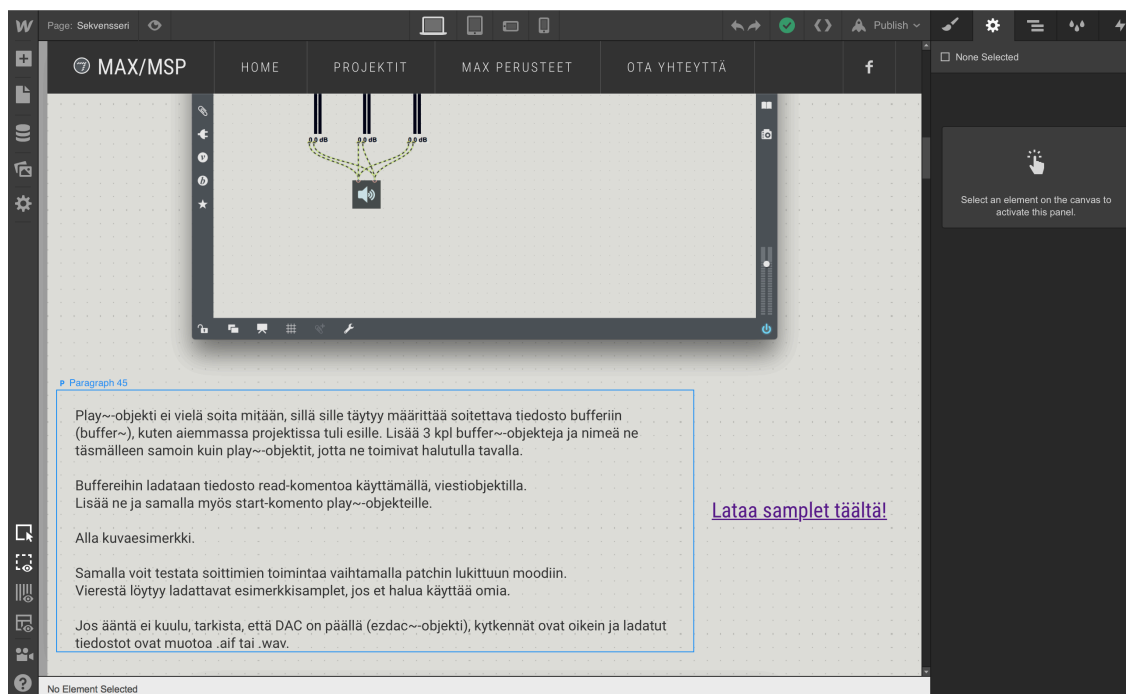 Page: Sekvensseri
Publish
MAX/MSP
HOME
PROJEKTIT
MAX PERUSTEET
OTA YHTEYTTÄ
f
None Selected
0.0 dB
0.0 dB
0.0 dB
Select an element on the canvas to
activate this panel.
P Paragraph 45
Play~-objekti ei vielä soita mitään, sillä sille täytyy määrittää soitettava tiedosto bufferiin
(buffer~), kuten aiemmassa projektissa tuli esille. Lisää 3 kpl buffer~-objekteja ja nimeä ne
täsmälleen samoin kuin play~-objektit, jotta ne toimivat halutulla tavalla.
Buffereihin ladataan tiedosto read-komentoa käyttämällä, viestiobjektilla.
Lisää ne ja samalla myös start-komento play~-objekteille.
Lataa samplet täältä!
Alla kuvaesimerkki.
Samalla voit testata soittimien toimintaa vaihtamalla patchin lukittuun moodiin.
Vierestä löytyy ladattavat esimerkkisamplet, jos et halua käyttää omia.
Jos ääntä ei kuulu, tarkista, että DAC on päällä (ezdac~-objekti), kytkennät ovat oikein ja ladatut
tiedostot ovat muotoa .aif tai .wav.
No Element Selected